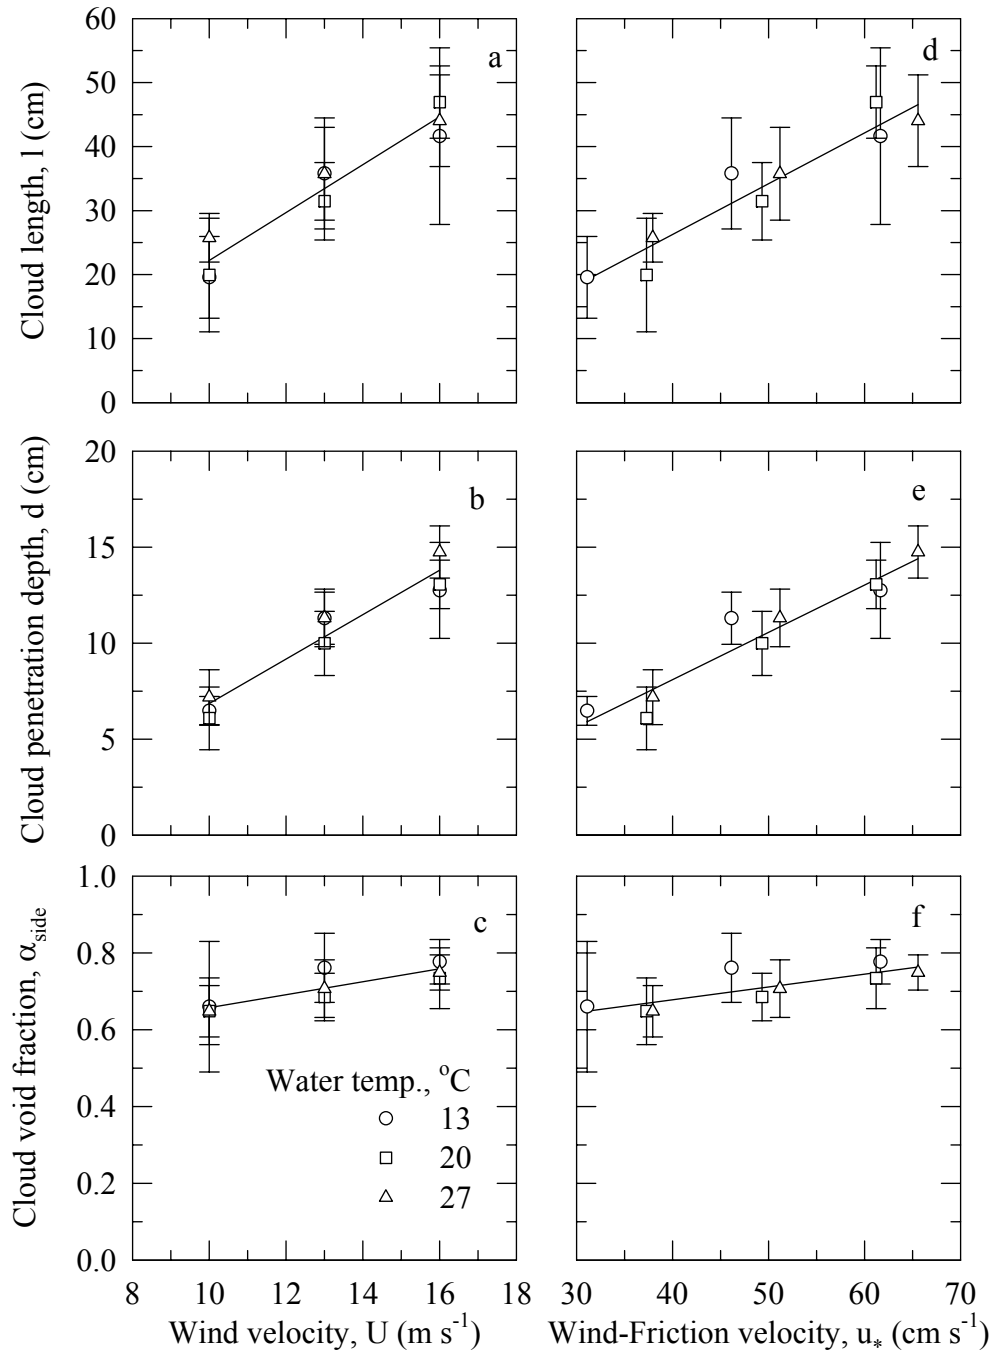 60
50
40
30
20
10
0
Cloud length, l (cm)
a
d
20
15
10
5
0
Cloud penetration depth, d (cm)
b
e
1.0
0.8
0.6
0.4
0.2
0.0
Cloud void fraction, αside
c
f
Water temp., oC
13
20
27
8 10 12 14 16 18
30 40 50 60 70
Wind velocity, U (m s-1)
Wind-Friction velocity, u* (cm s-1)